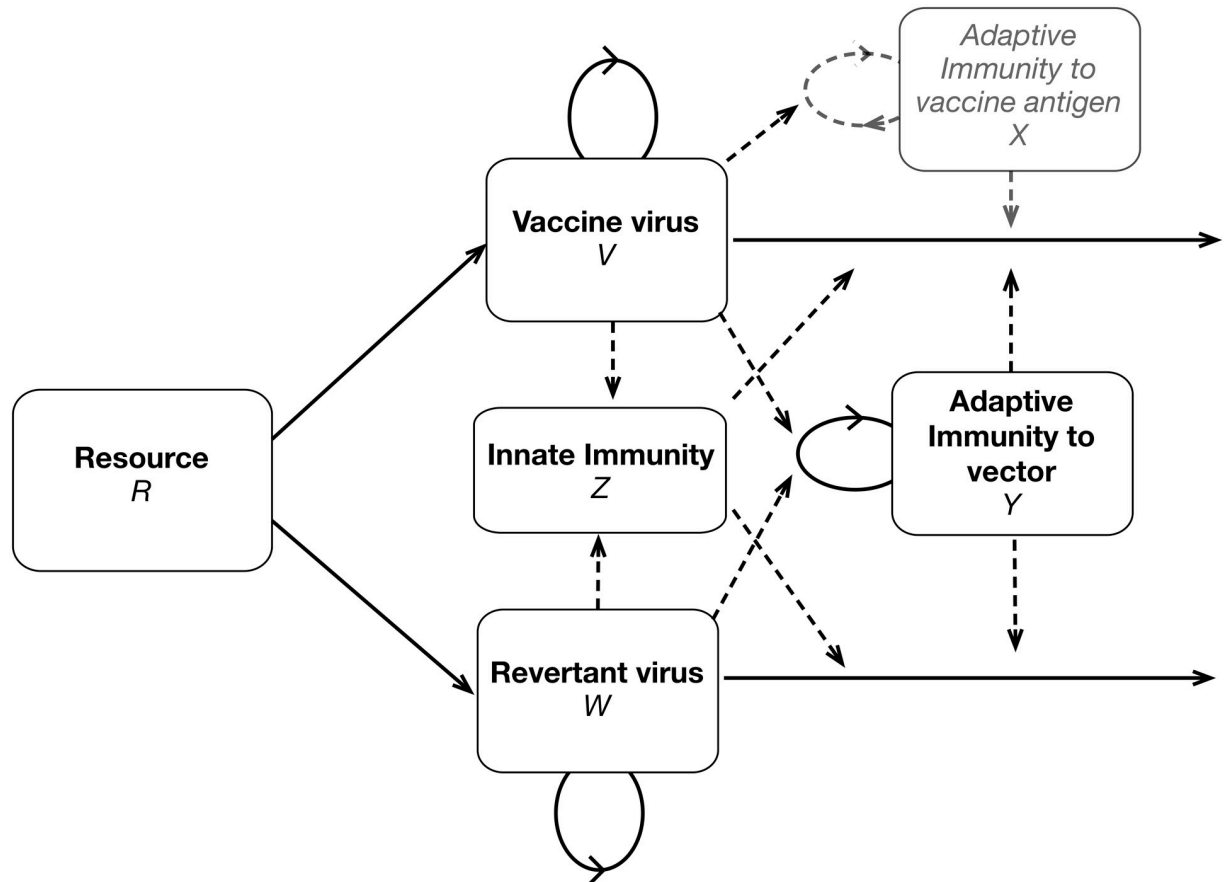 Adaptive
Immunity to
vaccine antigen
X
Vaccine virus
V
Adaptive
Immunity to
vector
Y
Innate Immunity
Z
Resource
R
Revertant virus
W